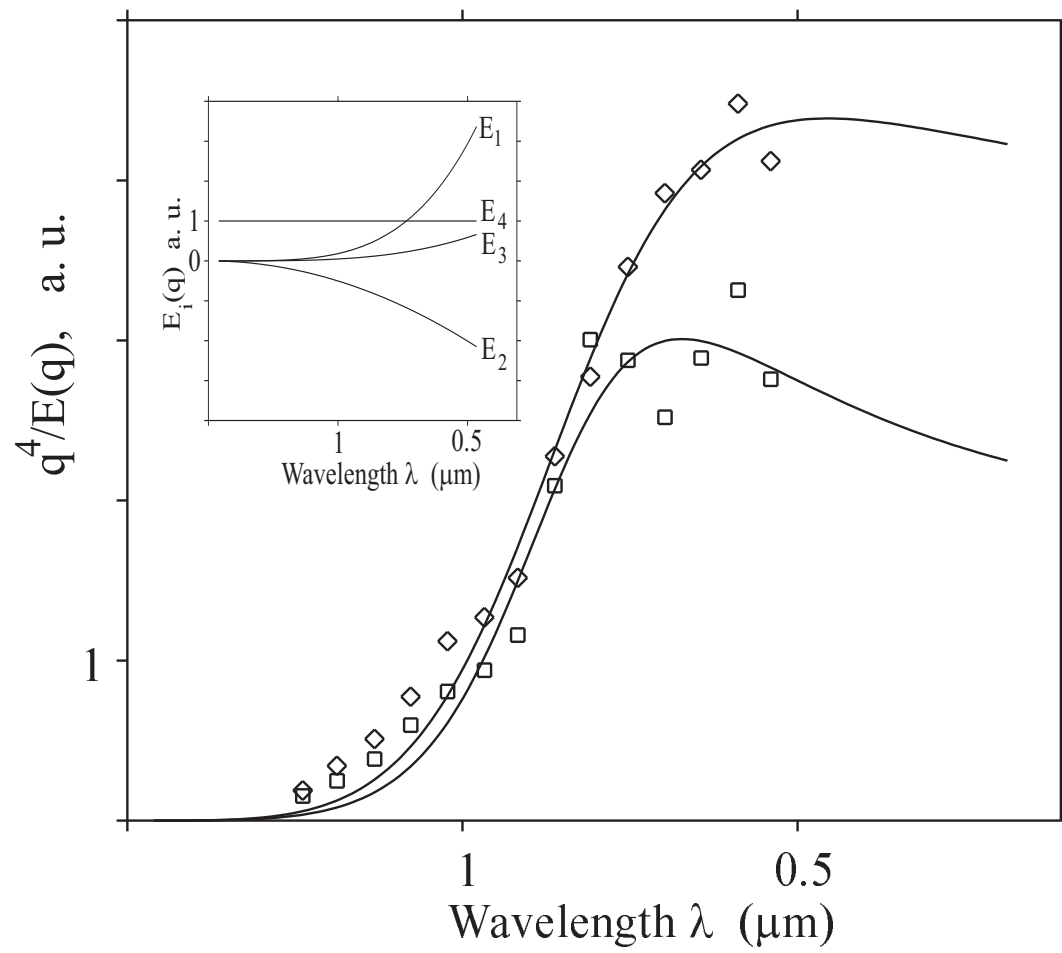 q⁴/E(q), a. u.
1
1
0.5
Wavelength λ (μm)
Eᵢ(q) a. u.
1
0
E₁
E₄
E₃
E₂
1
0.5
Wavelength λ (μm)